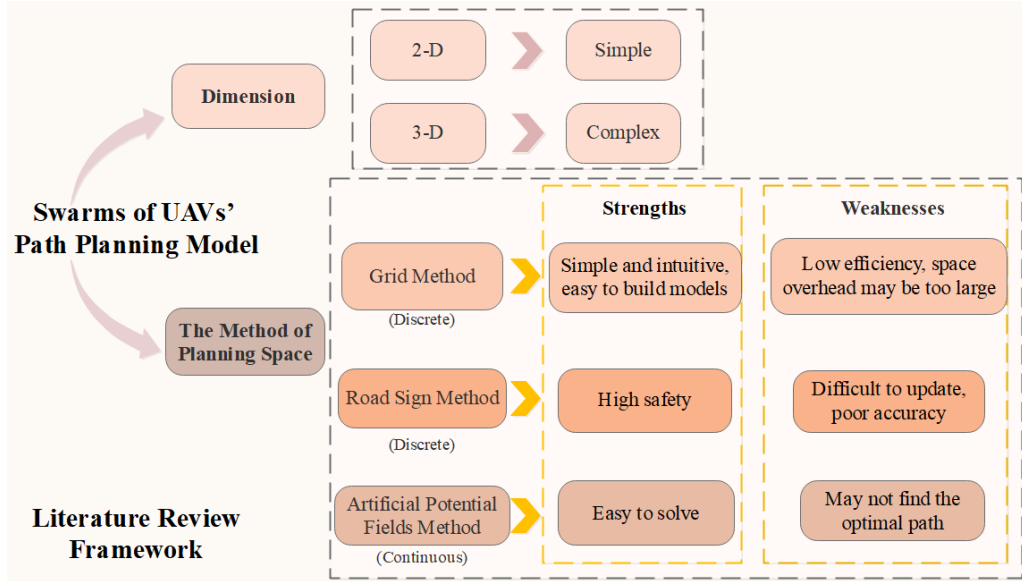 2-D
Simple
Dimension
3-D
Complex
Swarms of UAVs’
Path Planning Model
Strengths
Weaknesses
Grid Method
(Discrete)
Simple and intuitive,
easy to build models
Low efficiency, space
overhead may be too large
The Method of
Planning Space
Road Sign Method
(Discrete)
High safety
Difficult to update,
poor accuracy
Artificial Potential
Fields Method
(Continuous)
Easy to solve
May not find the
optimal path
Literature Review
Framework